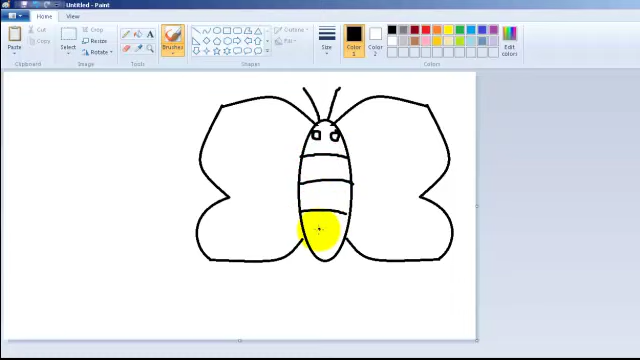 Untitled - Paint
Home View
Paste
Cut
Copy
Clipboard
Select
Crop
Resize
Rotate
Image
A
Tools
Brushes
Outline
Fill
Shapes
Size
Color 1
Color 2
Edit colors
Colors